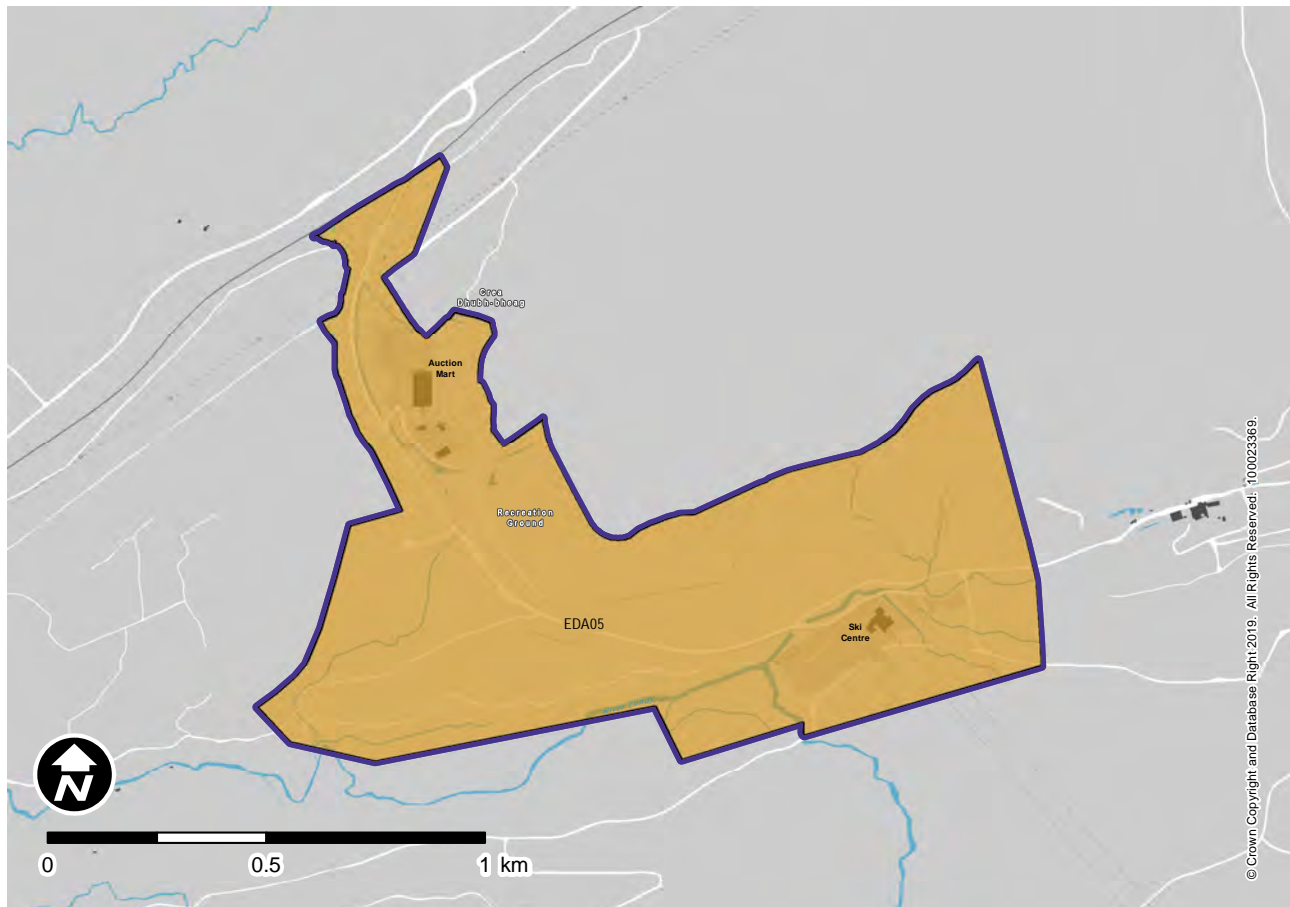 Crea
Dhubh-bheag
Auction
Mart
Recreation
Ground
EDA05
Ski
Centre
N
0 0.5 1 km
© Crown Copyright and Database Right 2019. All Rights Reserved. 100023369.